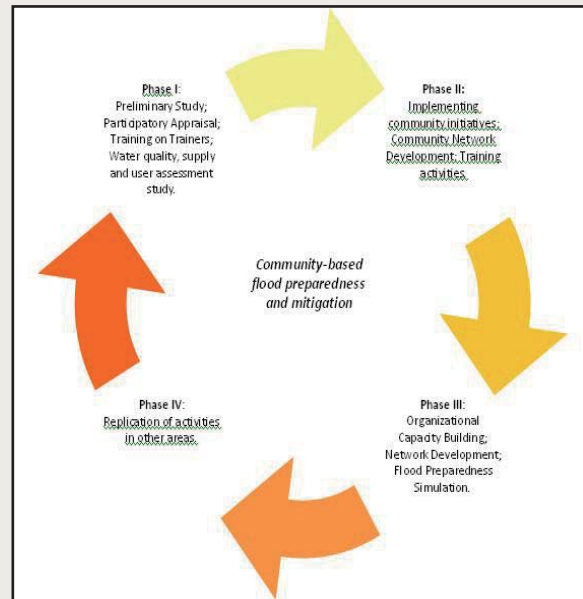 Phase I:
Preliminary Study;
Participatory Appraisal;
Training on Trainers;
Water quality, supply
and user assessment
study.
Phase II:
Implementing
community initiatives;
Community Network
Development; Training
activities.
Community-based
flood preparedness
and mitigation
Phase III:
Organizational
Capacity Building;
Network Development;
Flood Preparedness
Simulation.
Phase IV:
Replication of activities
in other areas.